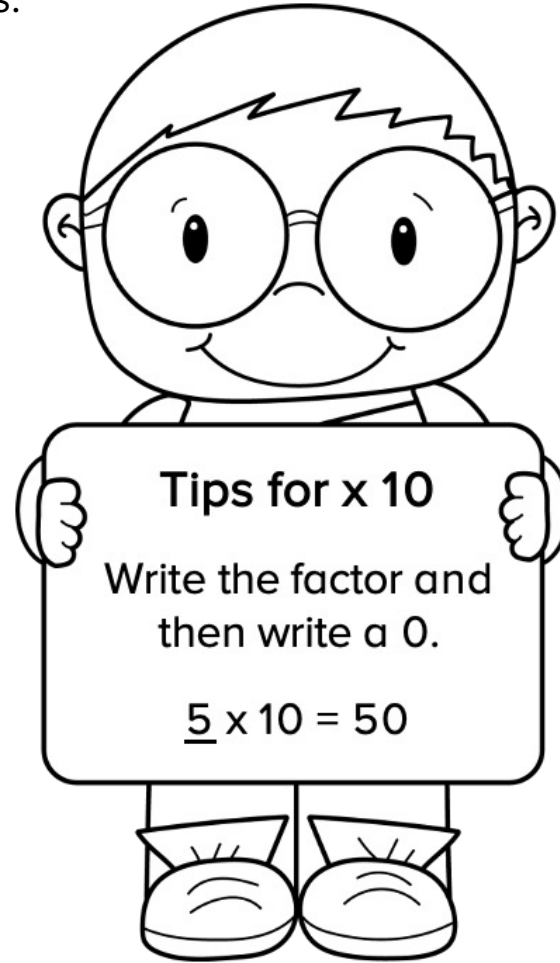 s.
Tips for x 10
Write the factor and
then write a 0.
5 x 10 = 50